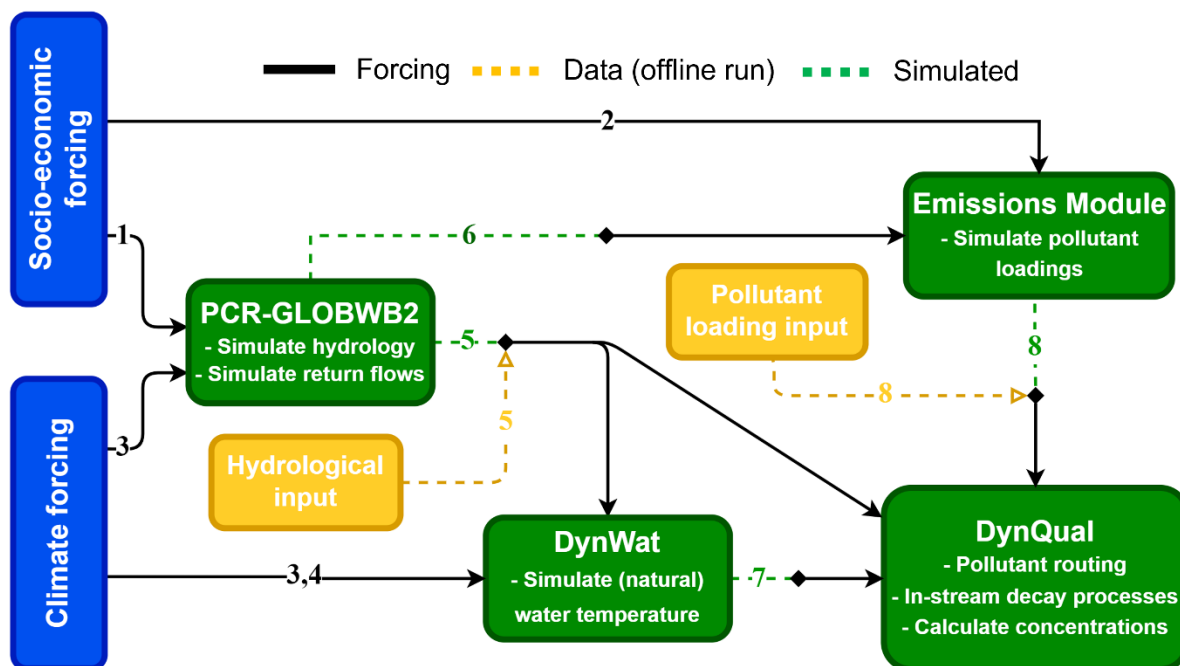 Forcing
Data (offline run)
Simulated
Socio-economic
forcing
2
1
6
Emissions Module
- Simulate pollutant
loadings
PCR-GLOBWB2
- Simulate hydrology
- Simulate return flows
5
Pollutant
loading input
8
8
5
3
Hydrological
input
Climate forcing
3,4
DynWat
- Simulate (natural)
water temperature
7
DynQual
- Pollutant routing
- In-stream decay processes
- Calculate concentrations